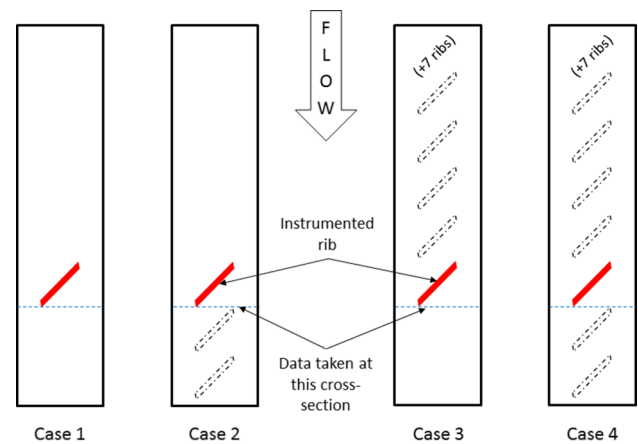 F
L
O
W
(+7 ribs)
(+7 ribs)
Instrumented
rib
Data taken at
this cross-
section
Case 1
Case 2
Case 3
Case 4